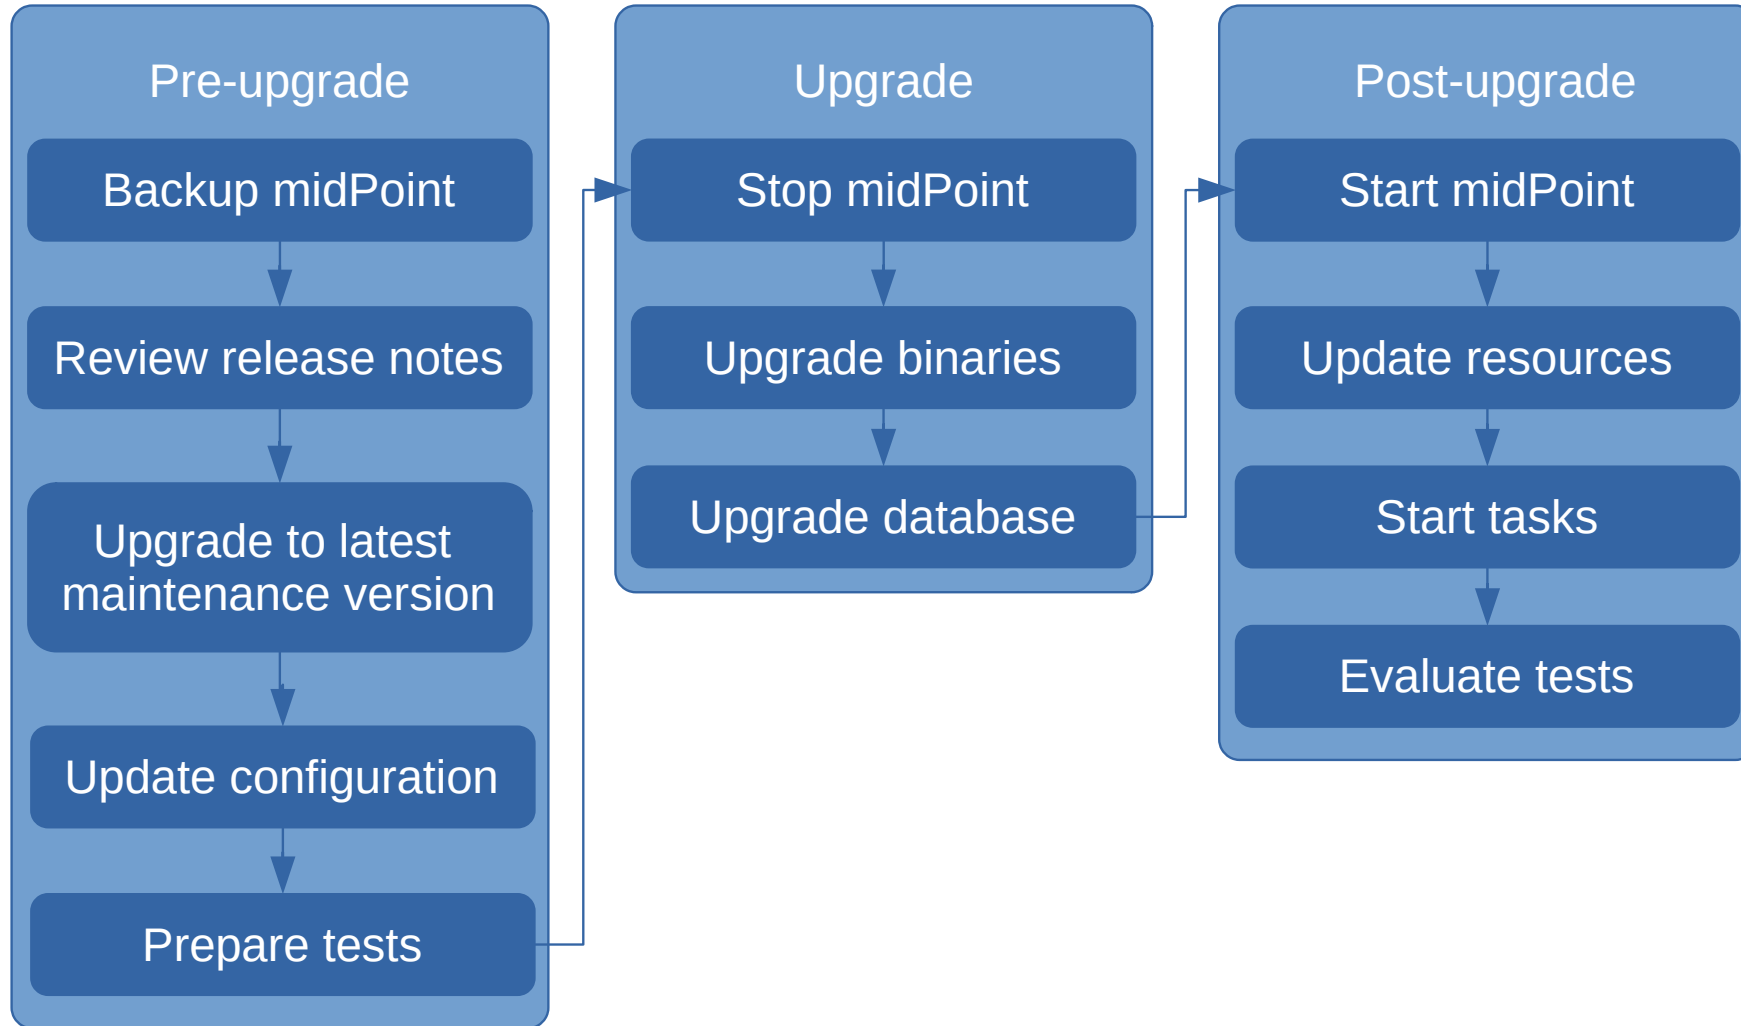 Pre-upgrade
Backup midPoint
Review release notes
Upgrade to latest
maintenance version
Update configuration
Prepare tests
Upgrade
Stop midPoint
Upgrade binaries
Upgrade database
Post-upgrade
Start midPoint
Update resources
Start tasks
Evaluate tests